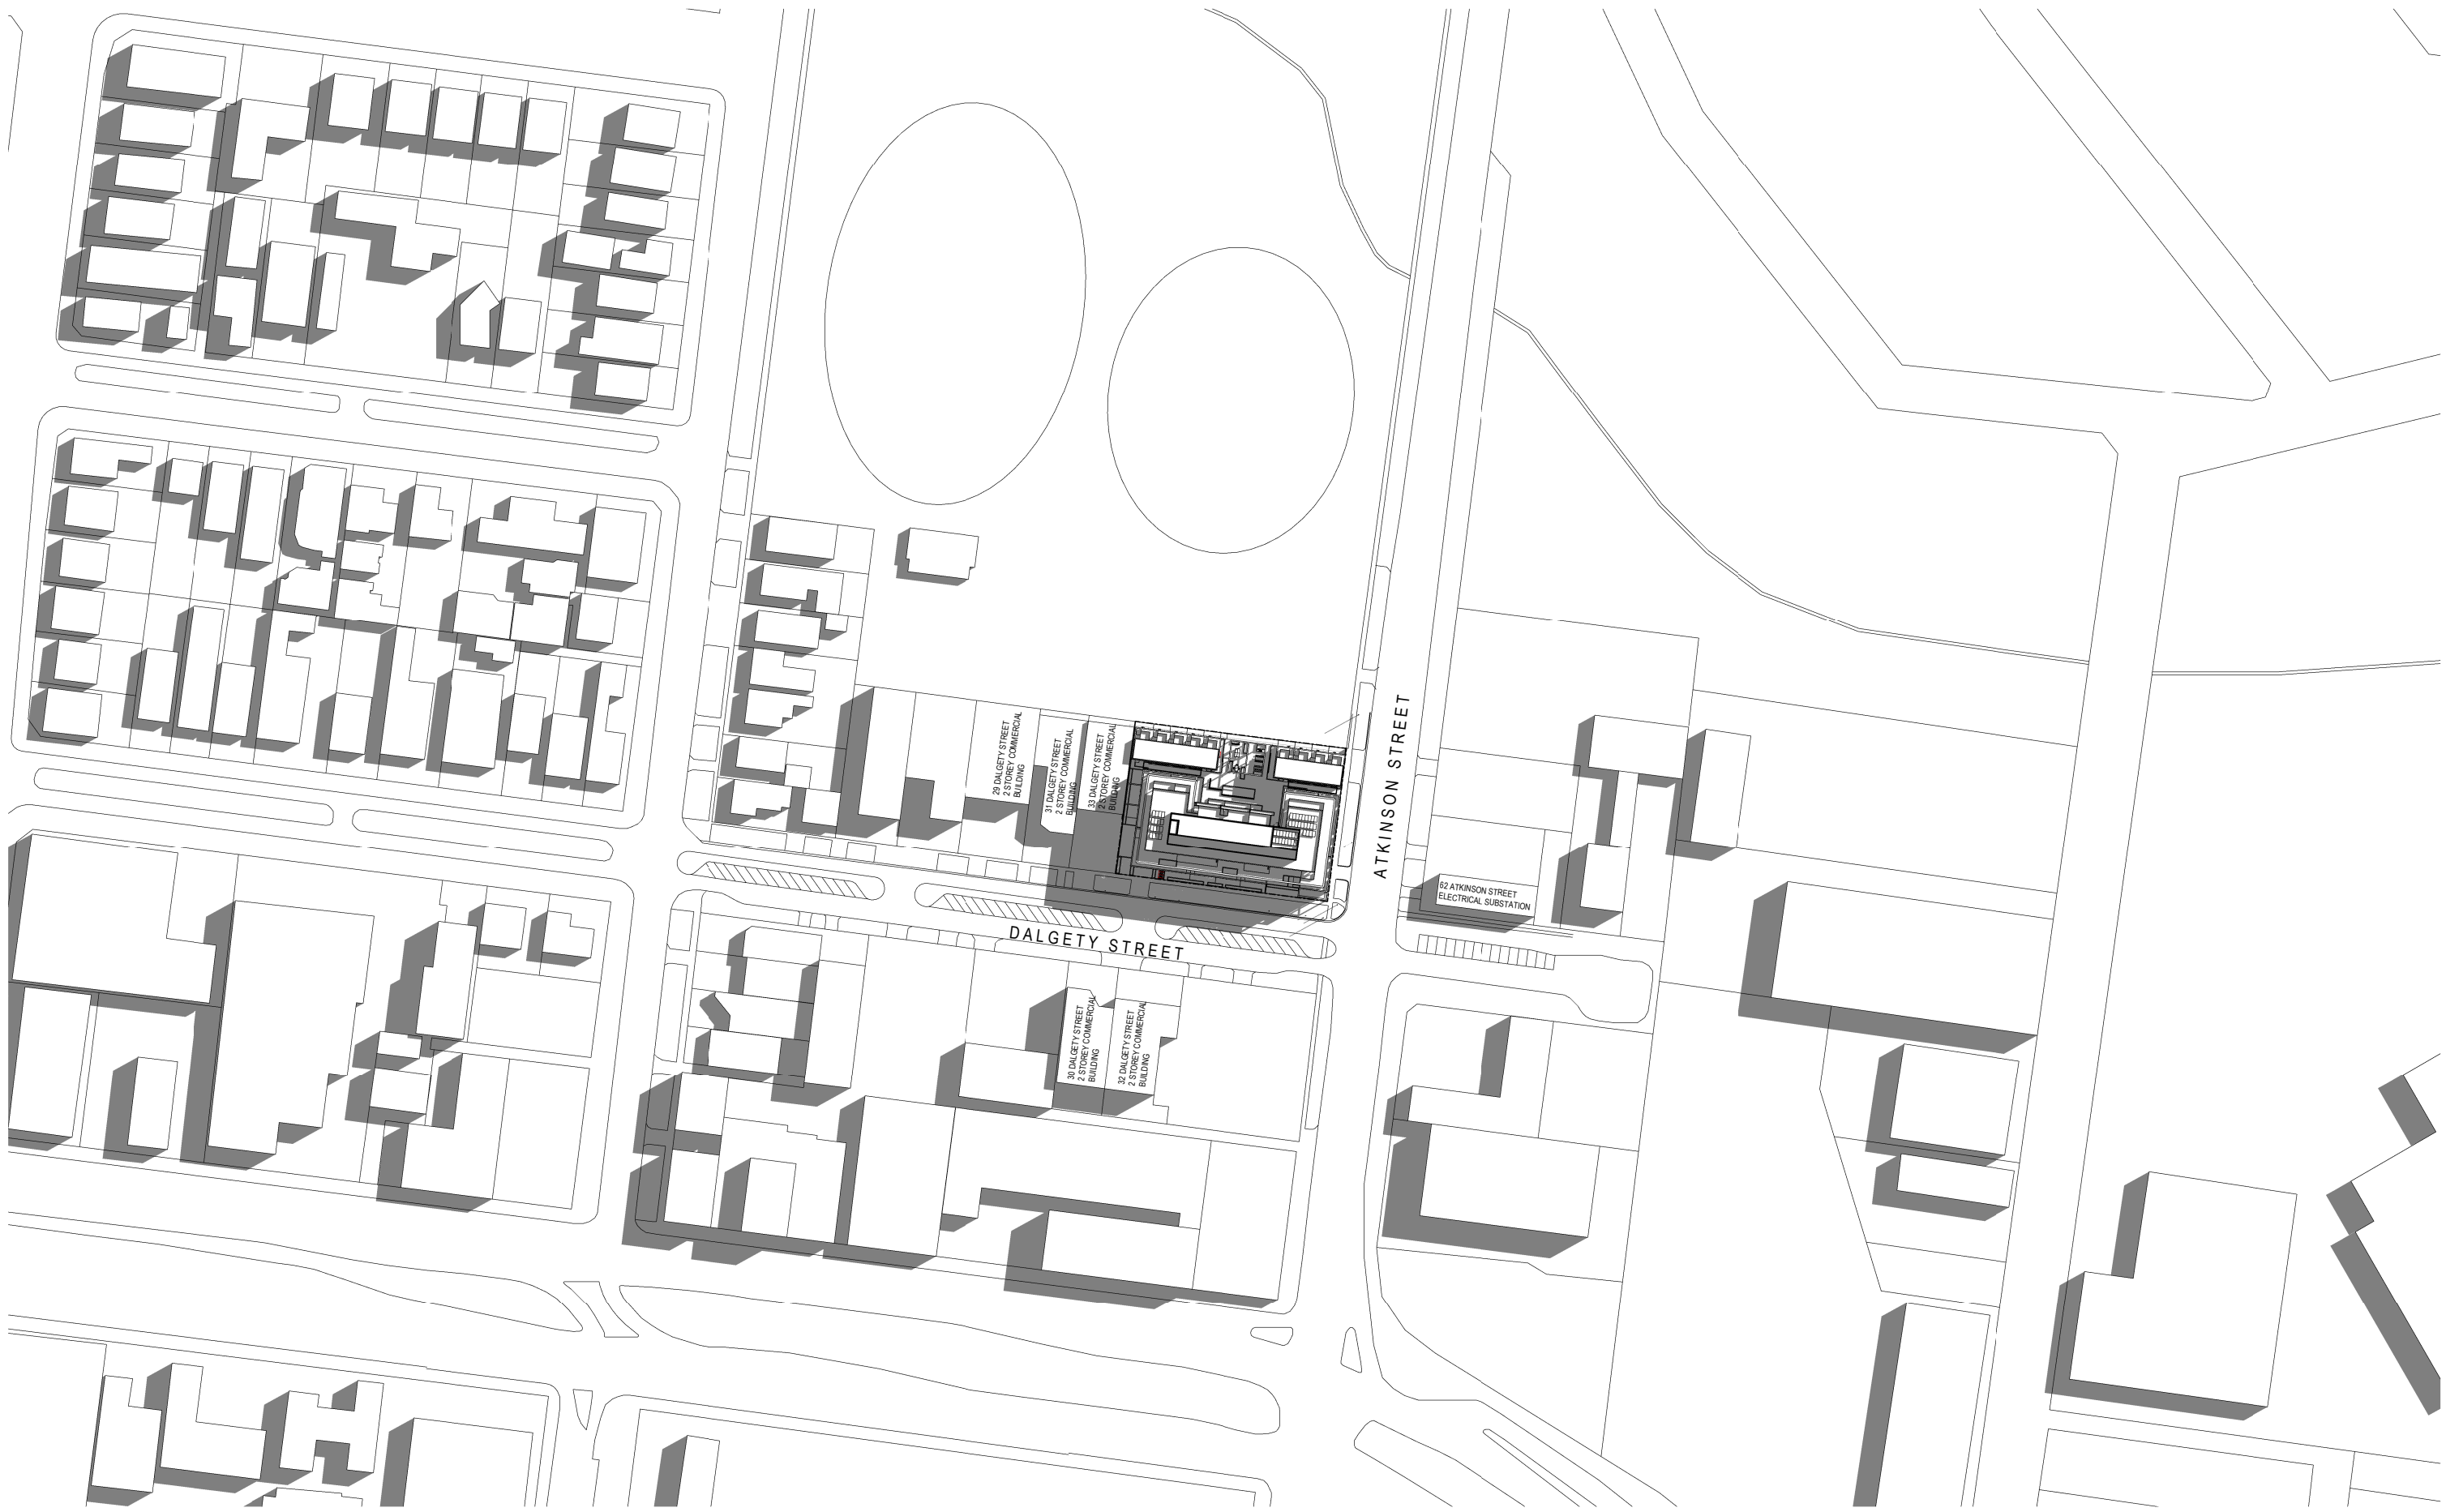 ATKINSON STREET
29 DALGETY STREET
2 STOREY COMMERCIAL
BUILDING
31 DALGETY STREET
2 STOREY COMMERCIAL
BUILDING
33 DALGETY STREET
2 STOREY COMMERCIAL
BUILDING
62 ATKINSON STREET
ELECTRICAL SUBSTATION
DALGETY STREET
30 DALGETY STREET
2 STOREY COMMERCIAL
BUILDING
32 DALGETY STREET
2 STOREY COMMERCIAL
BUILDING